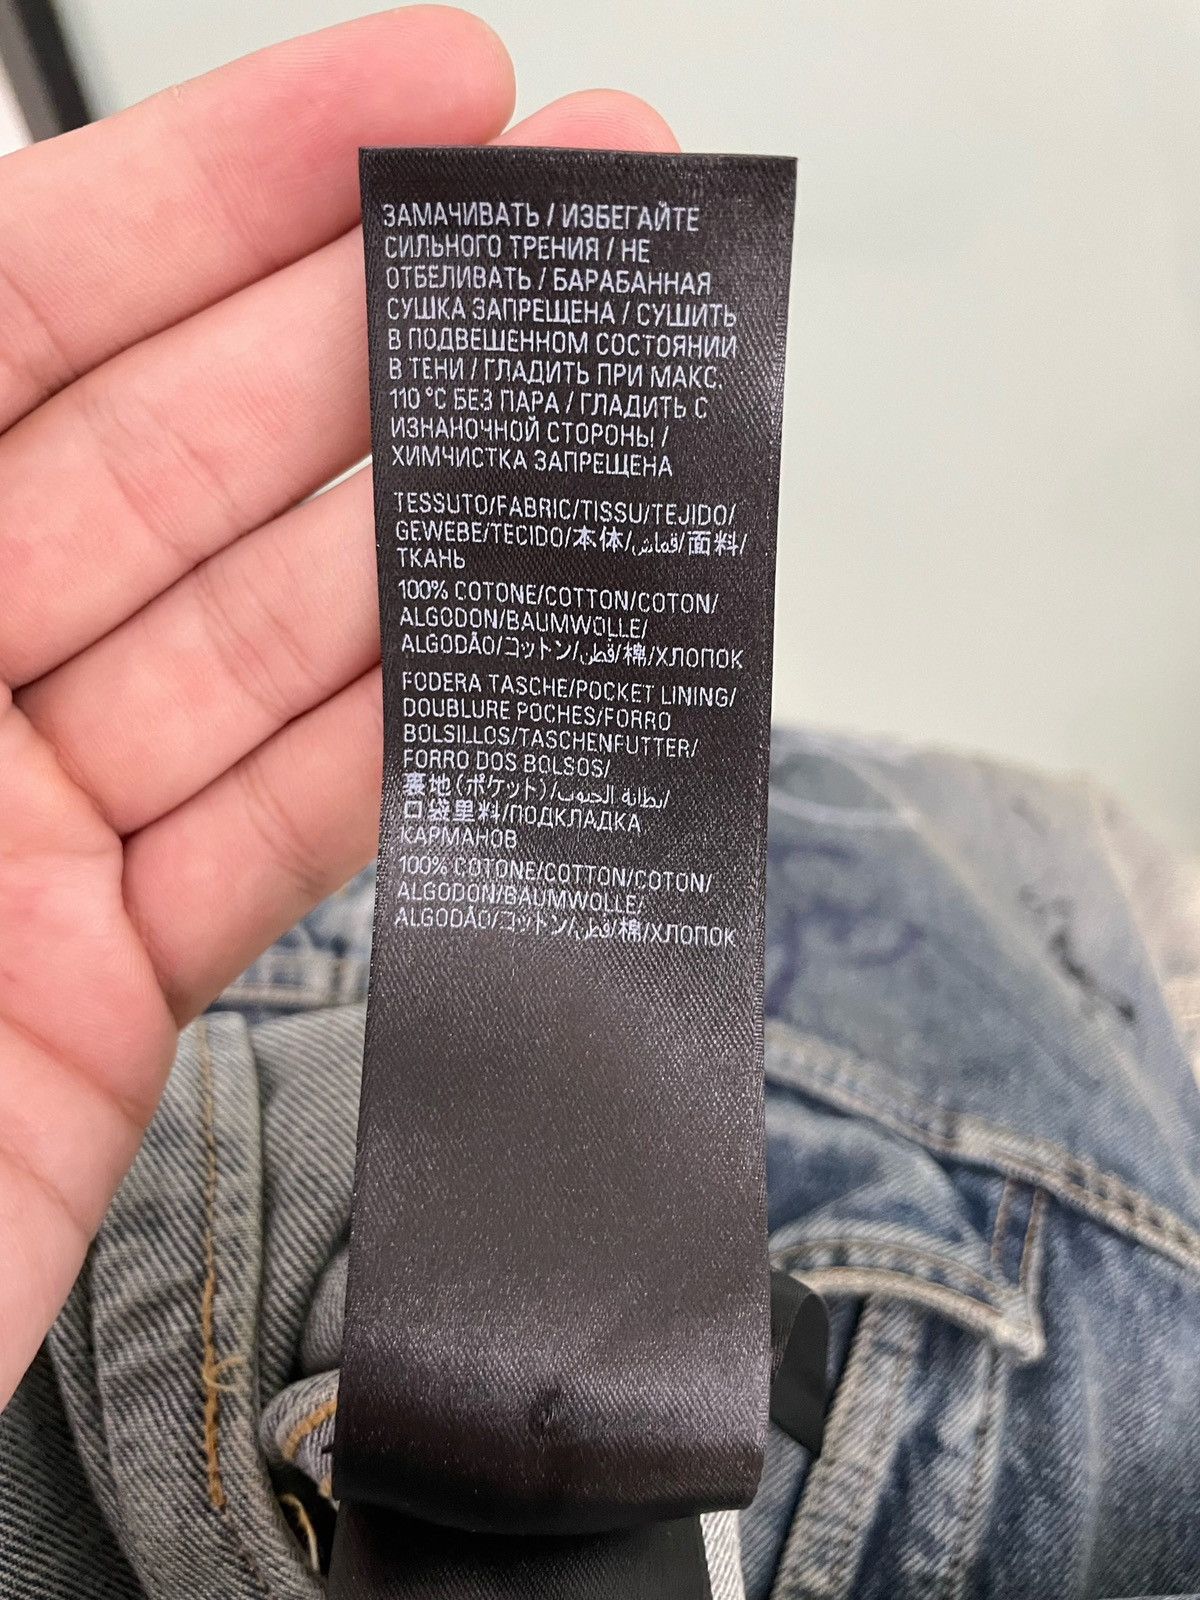 ЗАМАЧИВАТЬ / ИЗБЕГАЙТЕ
СИЛЬНОГО ТРЕНИЯ / НЕ
ОТБЕЛИВАТЬ / БАРАБАННАЯ
СУШКА ЗАПРЕЩЕНА / СУШИТЬ
В ПОДВЕШЕННОМ СОСТОЯНИИ
В ТЕНИ / ГЛАДИТЬ ПРИ МАКС.
110 °C БЕЗ ПАРА / ГЛАДИТЬ С
ИЗНАНОЧНОЙ СТОРОНЫ /
ХИМЧИСТКА ЗАПРЕЩЕНА
TESSUTO/FABRIC/TISSU/TEJIDO/
GEWEBE/TECIDO/本体/قماش/面料/
ТКАНЬ
100% COTONE/COTTON/COTON/
ALGODON/BAUMWOLLE/
ALGODÃO/コットン/قطن/棉/ХЛОПОК
FODERA TASCHE/POCKET LINING/
DOUBLURE POCHES/FORRO
BOLSILLOS/TASCHENFUTTER/
FORRO DOS BOLSOS/
裏地(ポケット)/بطانة الجيوب/
口袋里料/ПОДКЛАДКА
КАРМАНОВ
100% COTONE/COTTON/COTON/
ALGODON/BAUMWOLLE/
ALGODÃO/コットン/قطن/棉/ХЛОПОК